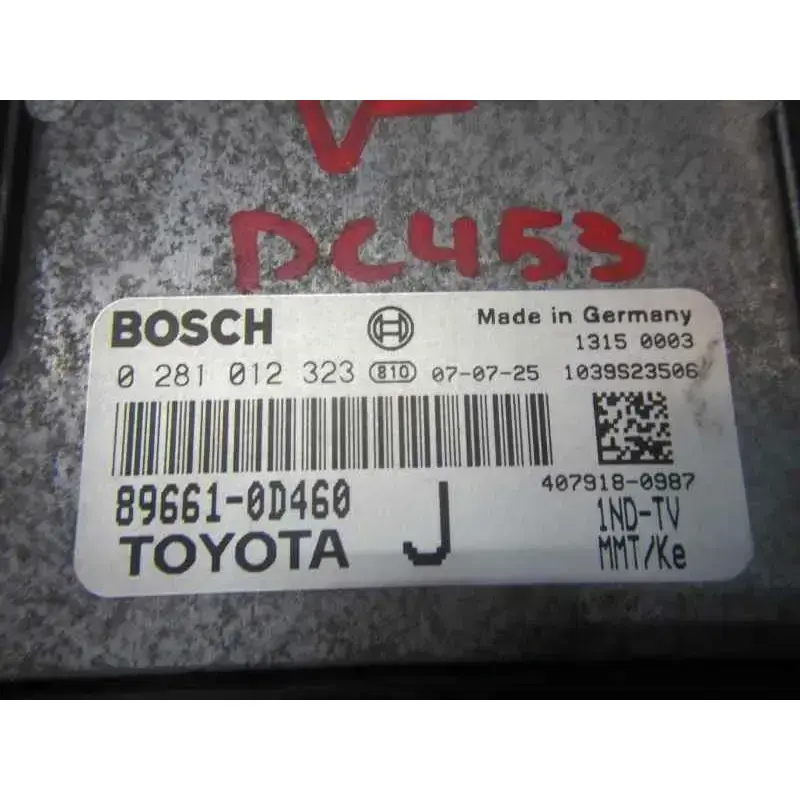 V
DC453
BOSCH Made in Germany
1315 0003
0 281 012 323 810 07-07-25 1039S23506
407918-0987
89661-0D460 J 1ND-TV
TOYOTA MMT/Ke